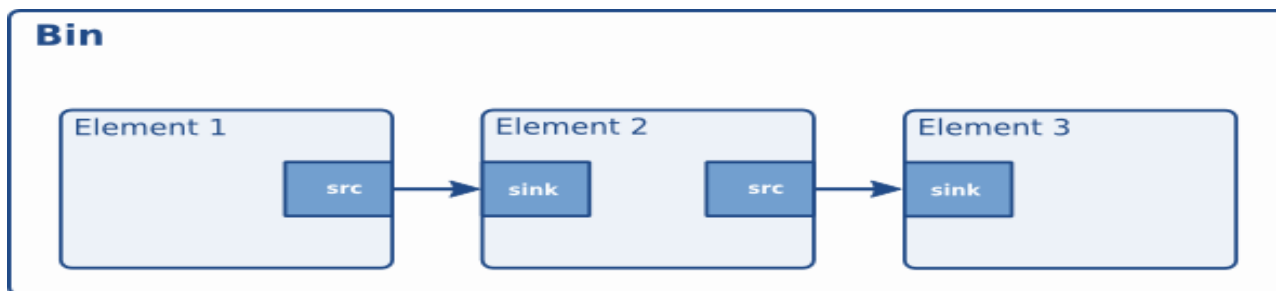 Bin
Element 1
Element 2
Element 3
src
sink
src
sink